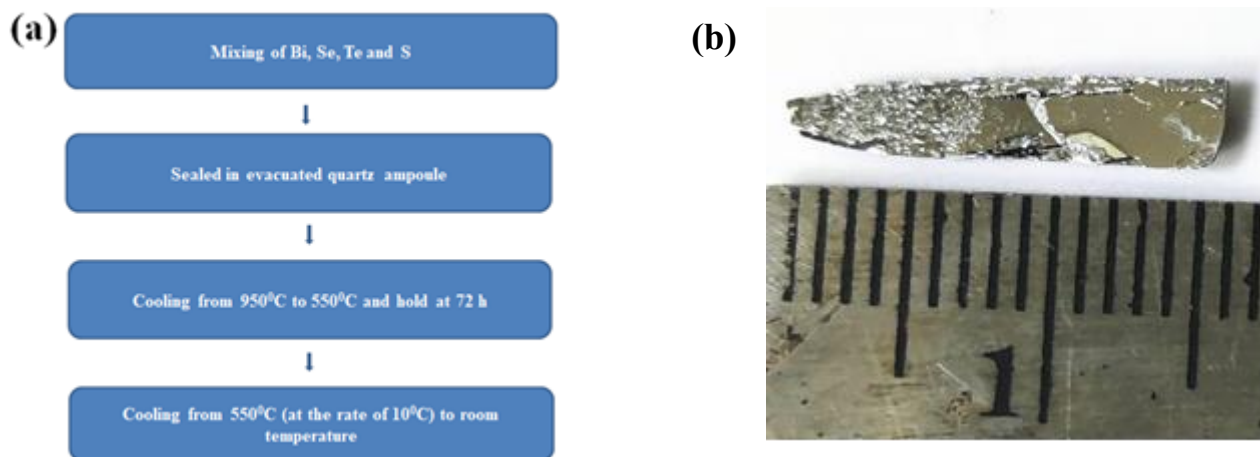 (a)
Mixing of Bi, Se, Te and S
Sealed in evacuated quartz ampoule
Cooling from 950⁰C to 550⁰C and hold at 72 h
Cooling from 550⁰C (at the rate of 10⁰C) to room
temperature
(b)
1